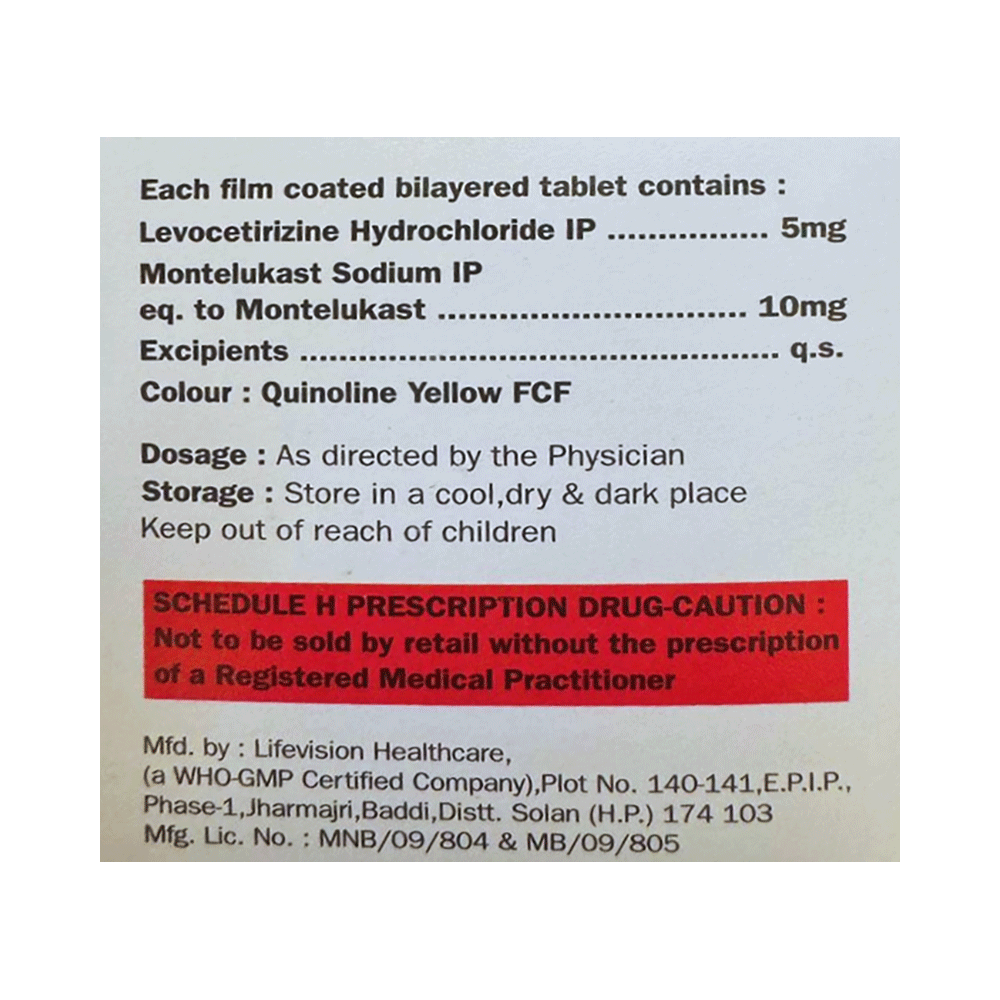 Each film coated bilayered tablet contains :
Levocetirizine Hydrochloride IP ................ 5mg
Montelukast Sodium IP
eq. to Montelukast ............................... 10mg
Excipients ................................................ q.s.
Colour : Quinoline Yellow FCF
Dosage : As directed by the Physician
Storage : Store in a cool,dry & dark place
Keep out of reach of children
SCHEDULE H PRESCRIPTION DRUG-CAUTION :
Not to be sold by retail without the prescription
of a Registered Medical Practitioner
Mfd. by : Lifevision Healthcare,
(a WHO-GMP Certified Company),Plot No. 140-141,E.P.I.P.,
Phase-1,Jharmajri,Baddi,Distt. Solan (H.P.) 174 103
Mfg. Lic. No. : MNB/09/804 & MB/09/805